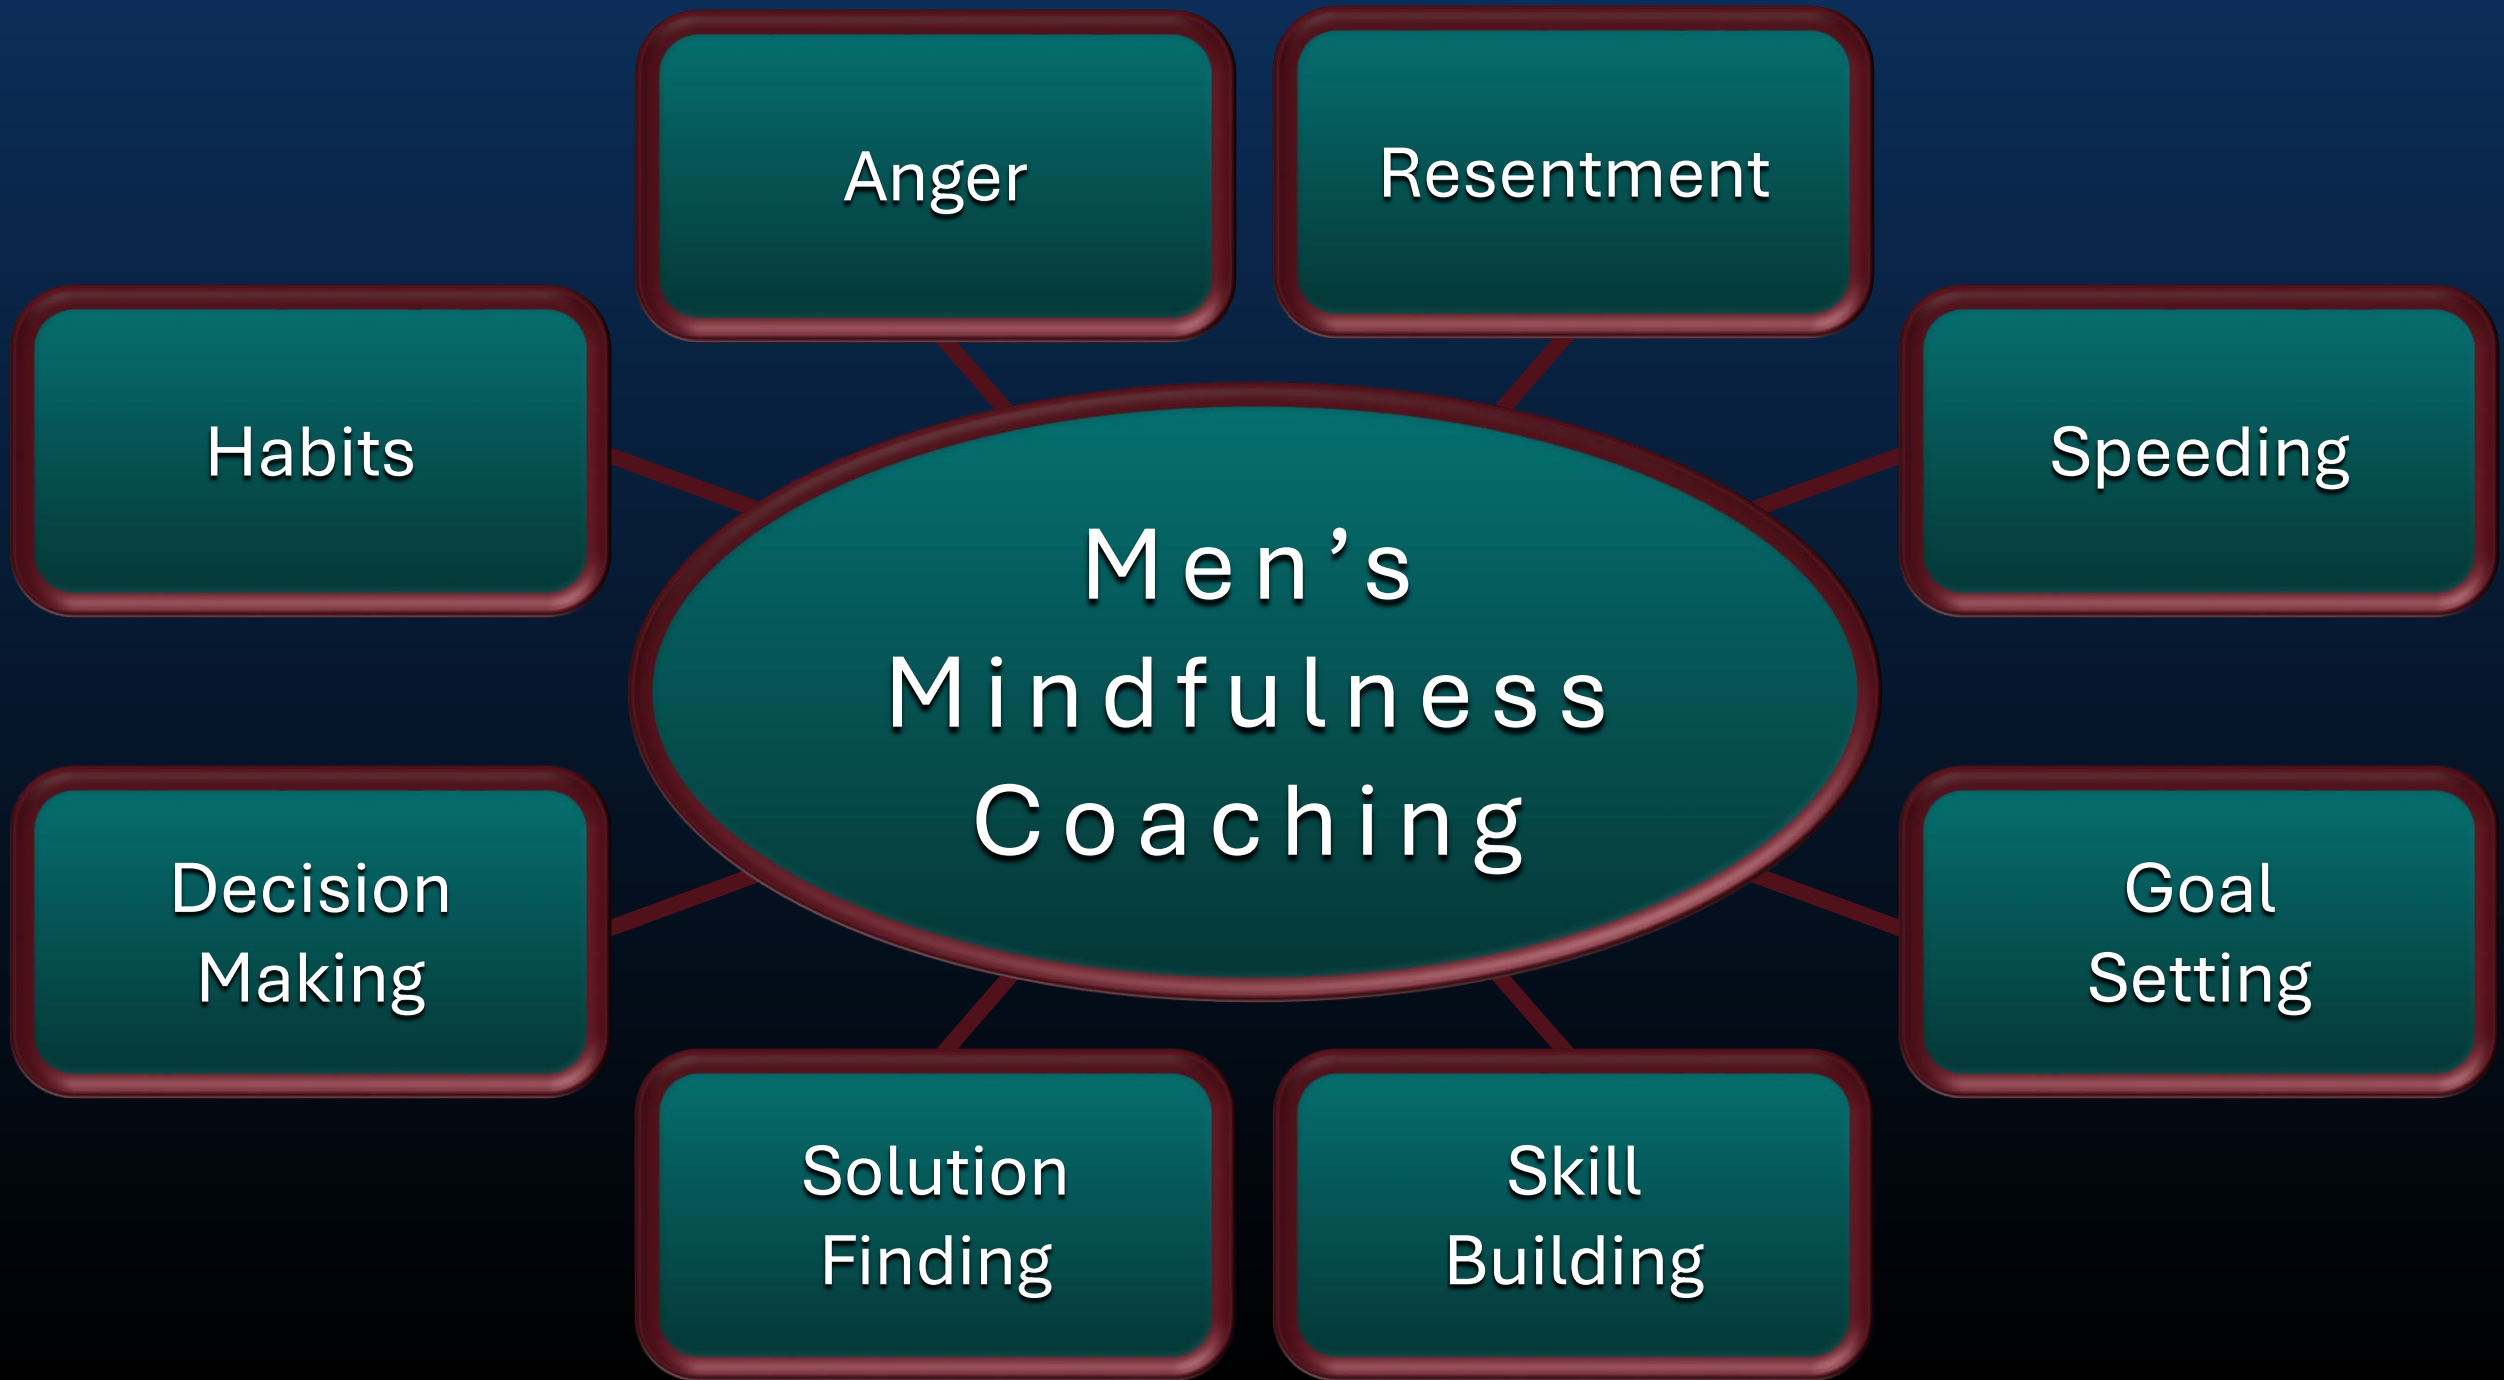 Anger
Resentment
Habits
Speeding
Men’s
Mindfulness
Coaching
Decision
Making
Goal
Setting
Solution
Finding
Skill
Building